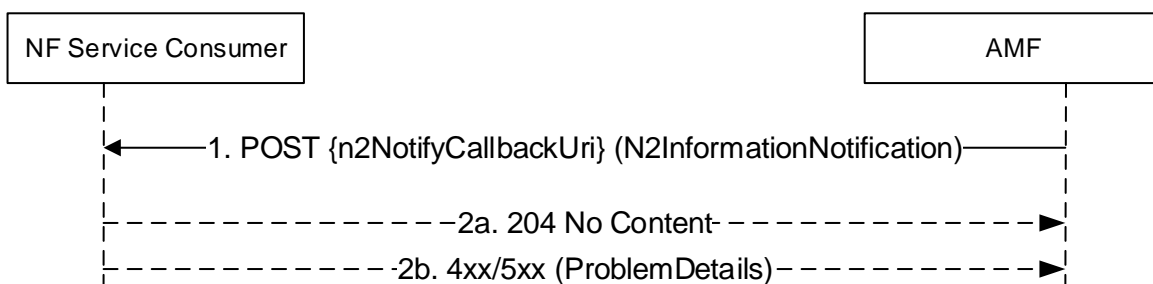 NF Service Consumer
AMF
1. POST {n2NotifyCallbackUri} (N2InformationNotification)
2a. 204 No Content
2b. 4xx/5xx (ProblemDetails)